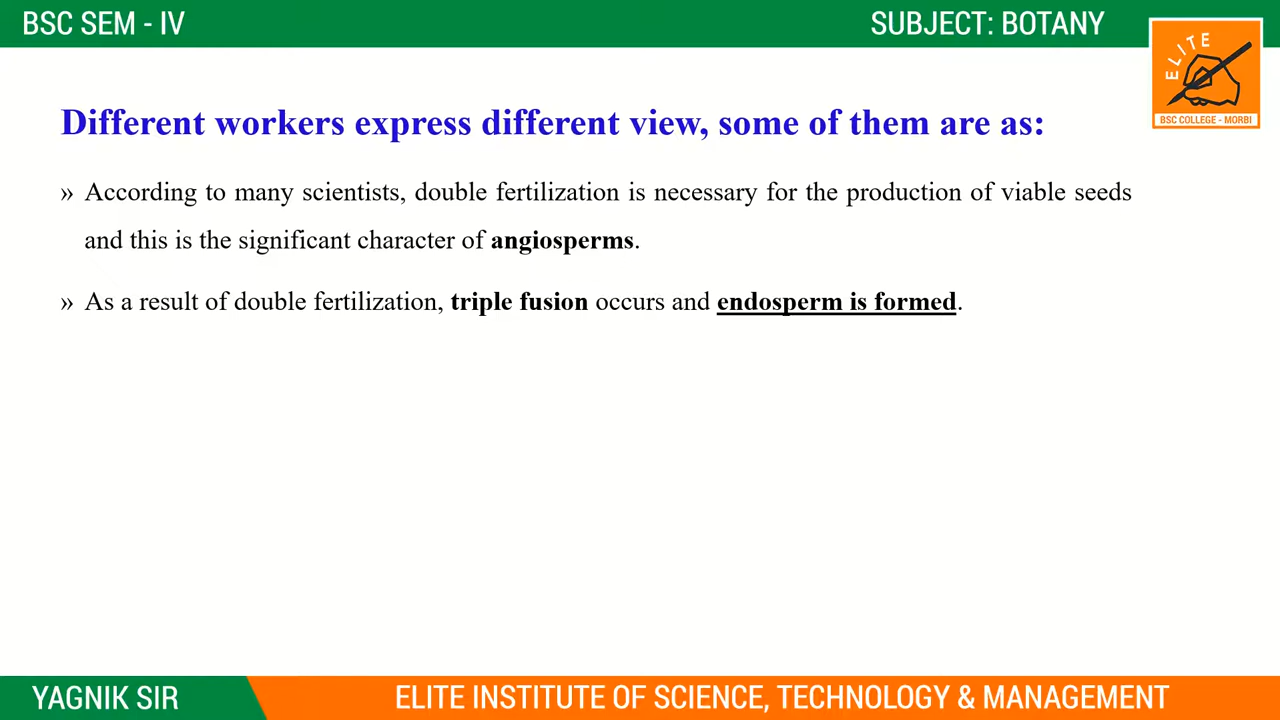 BSC SEM - IV
SUBJECT: BOTANY
ELITE
BSC COLLEGE - MORBI
Different workers express different view, some of them are as:
» According to many scientists, double fertilization is necessary for the production of viable seeds
and this is the significant character of angiosperms.
» As a result of double fertilization, triple fusion occurs and endosperm is formed.
YAGNIK SIR
ELITE INSTITUTE OF SCIENCE, TECHNOLOGY & MANAGEMENT